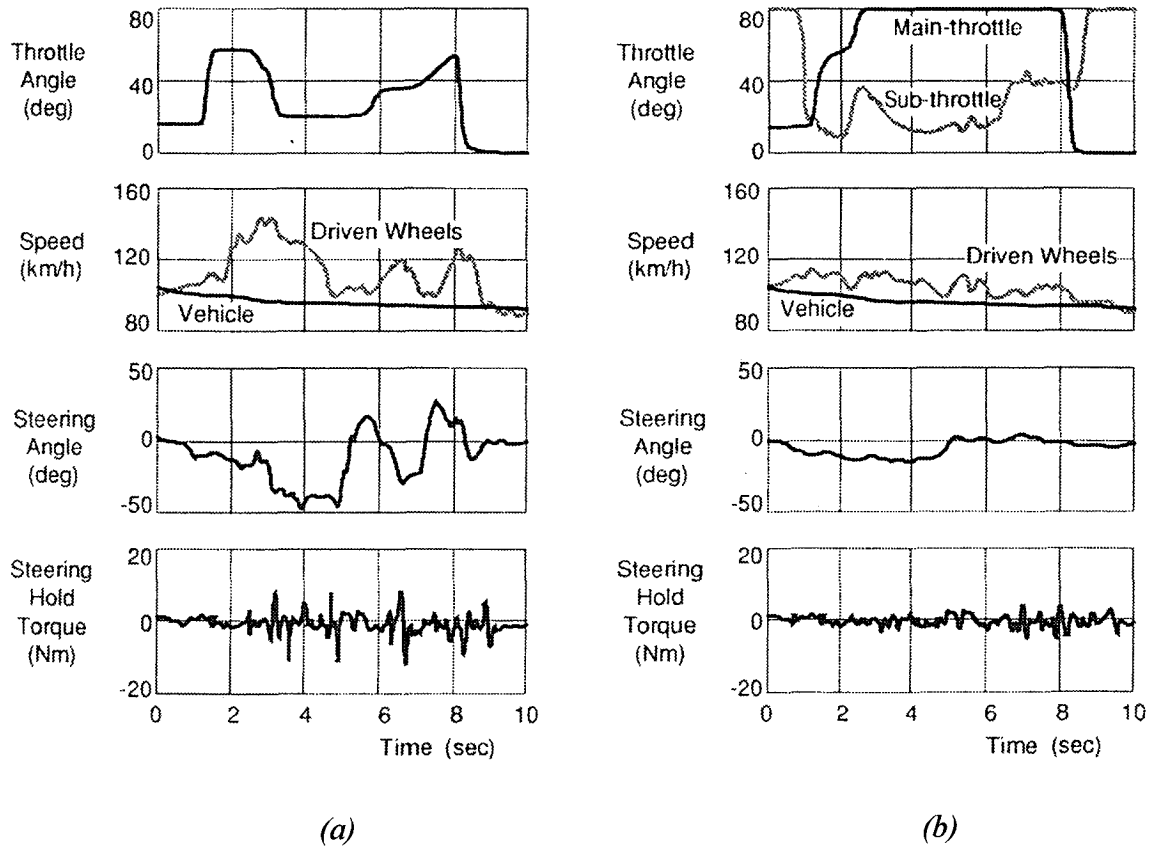 Throttle
Angle
(deg)
80
40
0
Speed
(km/h)
160
120
80
Driven Wheels
Vehicle
Steering
Angle
(deg)
50
0
-50
Steering
Hold
Torque
(Nm)
20
0
-20
0 2 4 6 8 10
Time (sec)
(a)
Throttle
Angle
(deg)
80
40
0
Main-throttle
Sub-throttle
Speed
(km/h)
160
120
80
Driven Wheels
Vehicle
Steering
Angle
(deg)
50
0
-50
Steering
Hold
Torque
(Nm)
20
0
-20
0 2 4 6 8 10
Time (sec)
(b)